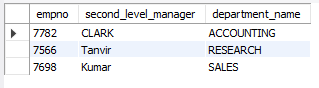 empno second_level_manager department_name
7782 CLARK ACCOUNTING
7566 Tanvir RESEARCH
7698 Kumar SALES